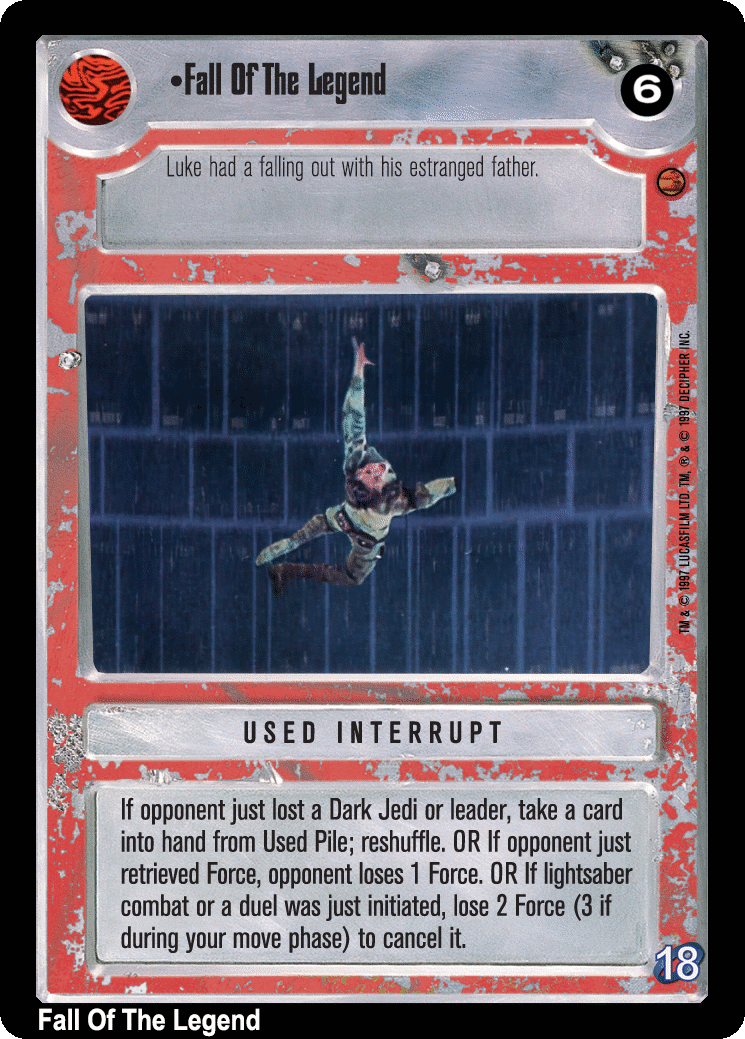 •Fall Of The Legend
6
Luke had a falling out with his estranged father.
TM & © 1997 LUCASFILM LTD. TM, ® & © 1997 DECIPHER INC.
USED INTERRUPT
If opponent just lost a Dark Jedi or leader, take a card
into hand from Used Pile; reshuffle. OR If opponent just
retrieved Force, opponent loses 1 Force. OR If lightsaber
combat or a duel was just initiated, lose 2 Force (3 if
during your move phase) to cancel it.
18
Fall Of The Legend